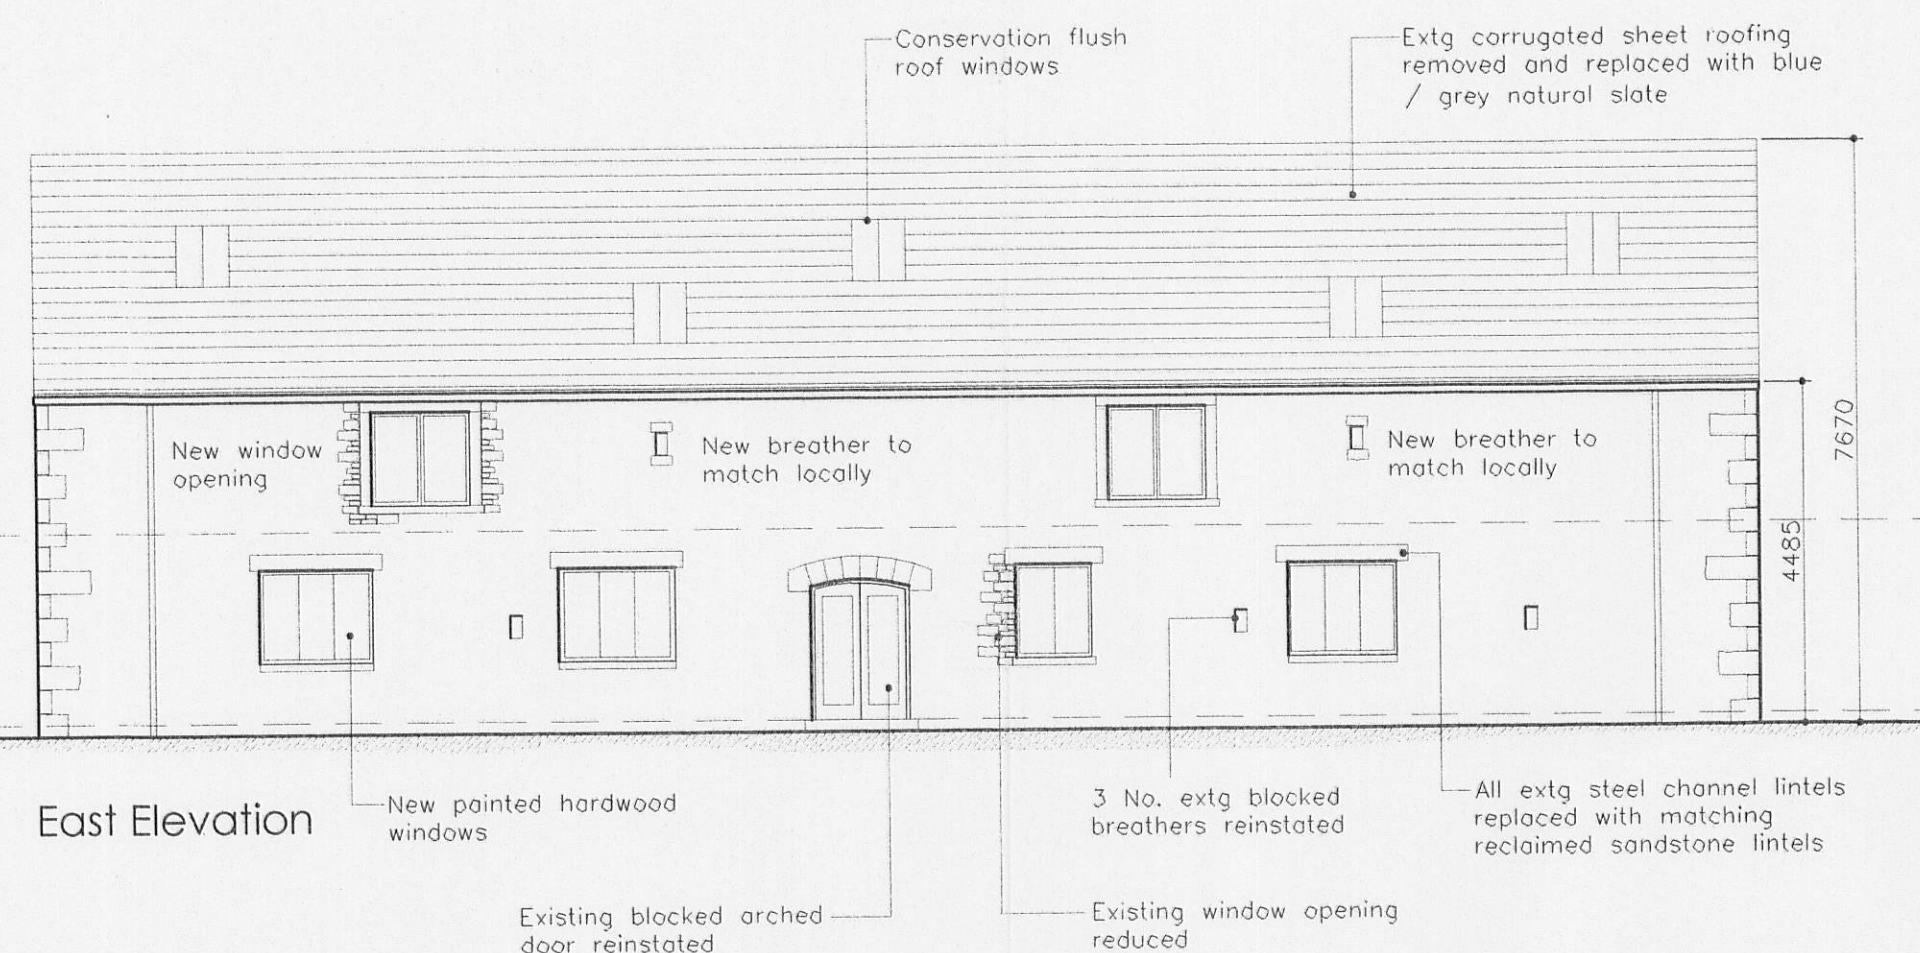 Conservation flush
roof windows
Extg corrugated sheet roofing
removed and replaced with blue
/ grey natural slate
New window
opening
New breather to
match locally
New breather to
match locally
7670
4485
East Elevation
New painted hardwood
windows
3 No. extg blocked
breathers reinstated
All extg steel channel lintels
replaced with matching
reclaimed sandstone lintels
Existing blocked arched
door reinstated
Existing window opening
reduced